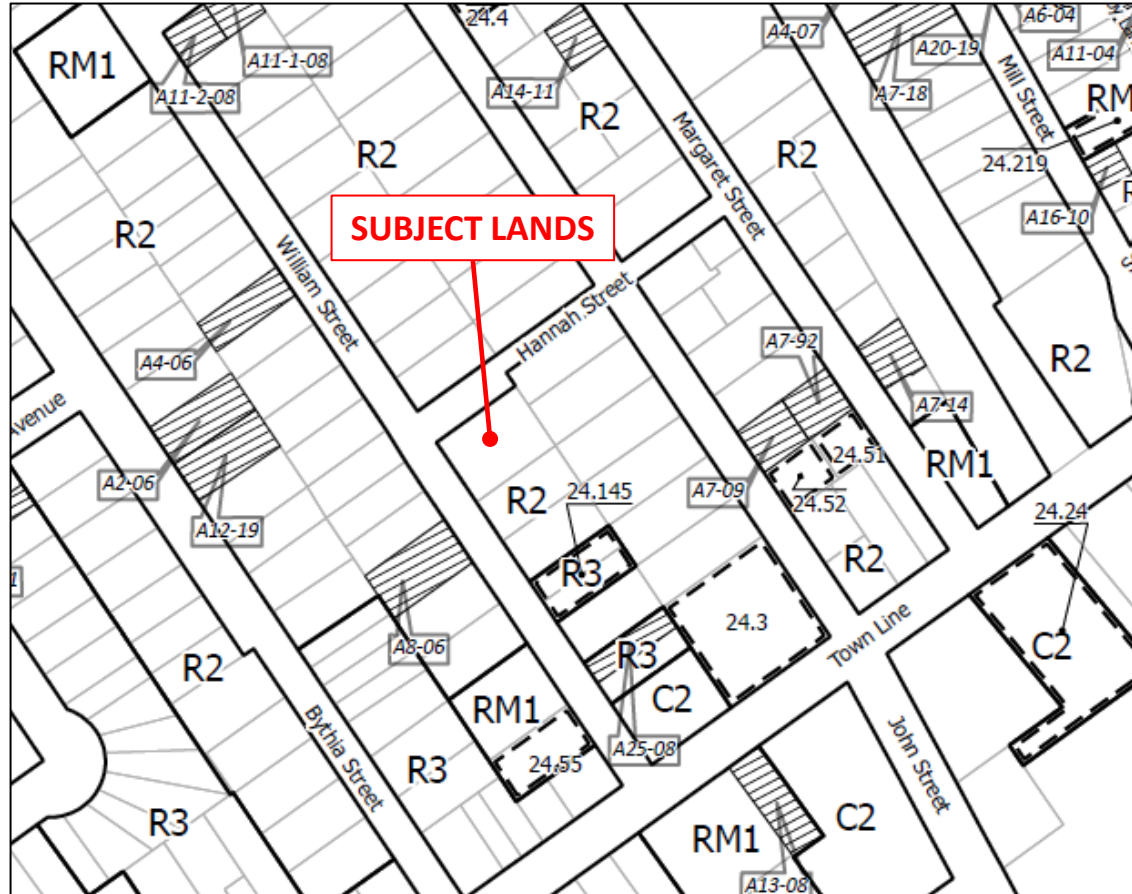 24.4
A4-07
A6-04
A20-19
A11-04
RM1
A11-1-08
A11-2-08
A14-11
A7-18
Mill Street
RM
R2
R2
Margaret Street
R2
24.219
A16-10
R2
SUBJECT LANDS
William Street
Hannah Street
A4-06
A7-92
R2
Avenue
A7-14
A2-06
A12-19
R2
24.145
A7-09
24.51
24.52
RM1
24.24
R3
R2
A8-06
24.3
R3
Town Line
C2
R2
C2
RM1
Bythia Street
24.55
A25-08
John Street
R3
R3
RM1
C2
A13-08